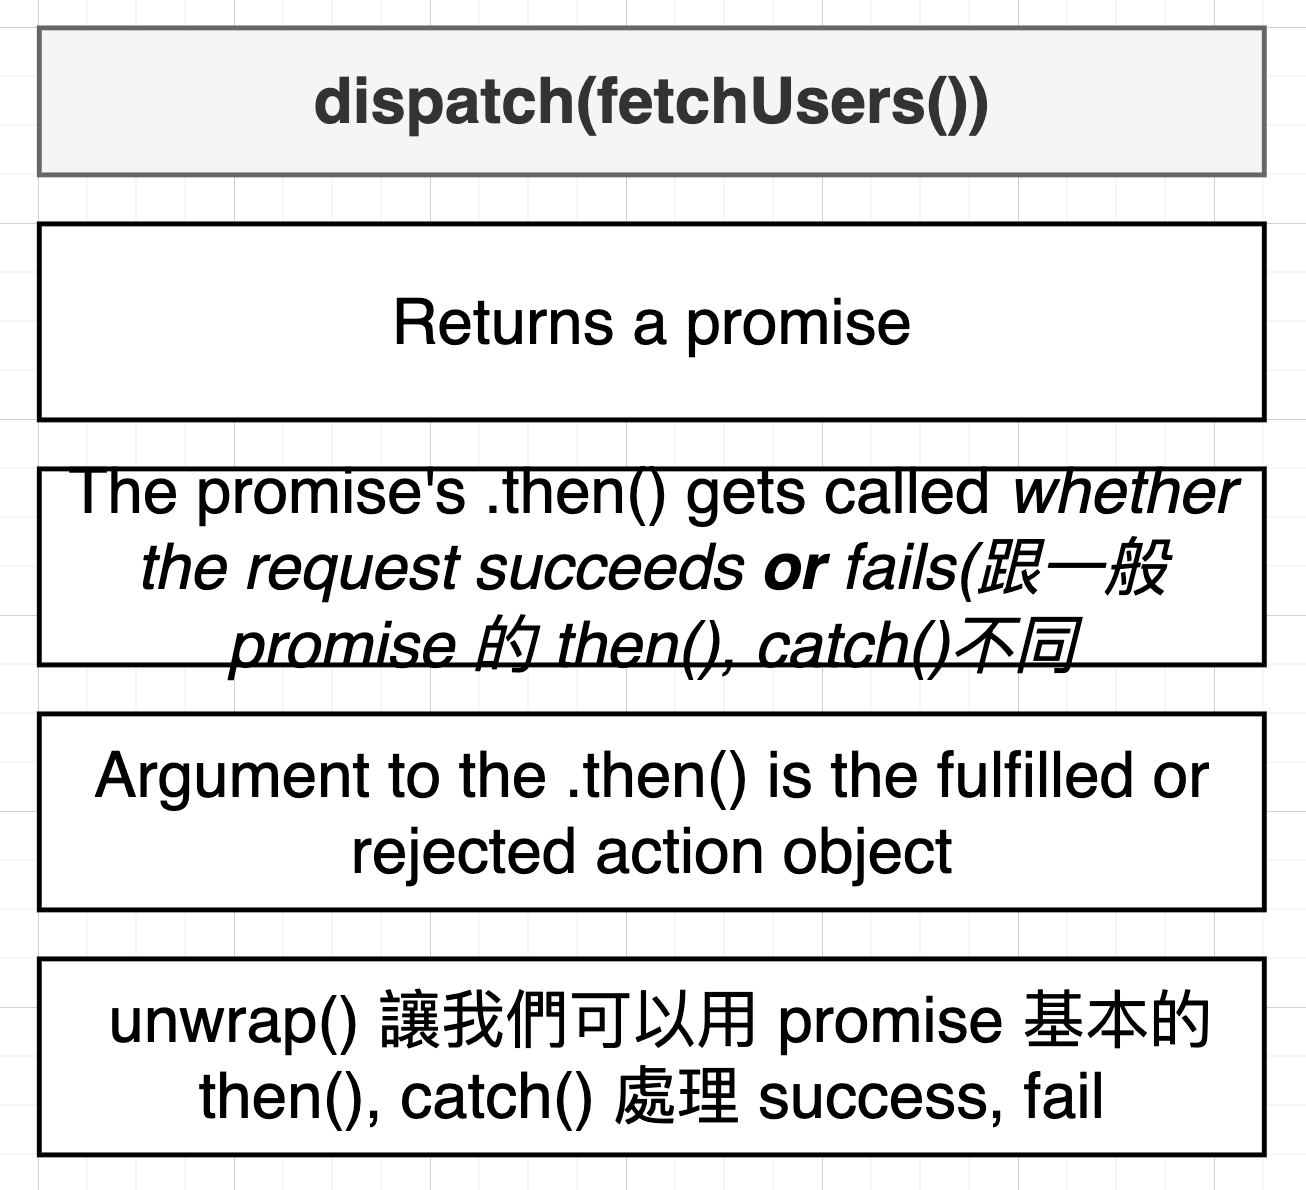 dispatch(fetchUsers())
Returns a promise
The promise's .then() gets called whether
the request succeeds or fails(跟一般
promise 的 then(), catch()不同
Argument to the .then() is the fulfilled or
rejected action object
unwrap() 讓我們可以用 promise 基本的
then(), catch() 處理 success, fail